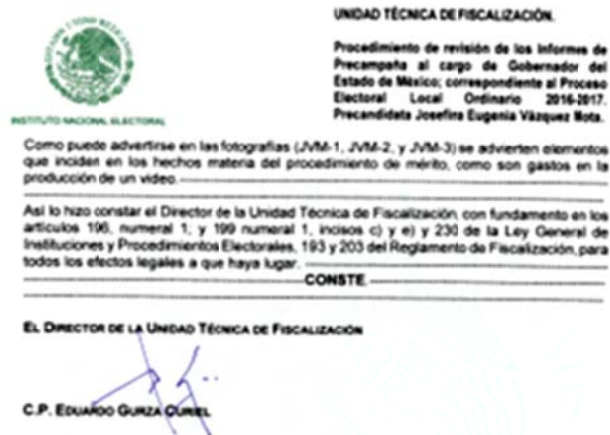 UNIDAD TÉCNICA DE FISCALIZACIÓN.
Procedimiento de revisión de los Informes de
Precampaña al cargo de Gobernador del
Estado de México; correspondiente al Proceso
Electoral Local Ordinario 2016-2017.
Precandidata Josefina Eugenia Vázquez Mota.
INSTITUTO NACIONAL ELECTORAL
Como puede advertirse en las fotografías (JVM-1, JVM-2, y JVM-3) se advierten elementos
que inciden en los hechos materia del procedimiento de mérito, como son gastos en la
producción de un video.
Así lo hizo constar el Director de la Unidad Técnica de Fiscalización, con fundamento en los
artículos 196, numeral 1; y 199 numeral 1, incisos c) y e) y 230 de la Ley General de
Instituciones y Procedimientos Electorales, 193 y 203 del Reglamento de Fiscalización, para
todos los efectos legales a que haya lugar.
CONSTE
EL DIRECTOR DE LA UNIDAD TÉCNICA DE FISCALIZACIÓN
C.P. EDUARDO GURZA CURIEL